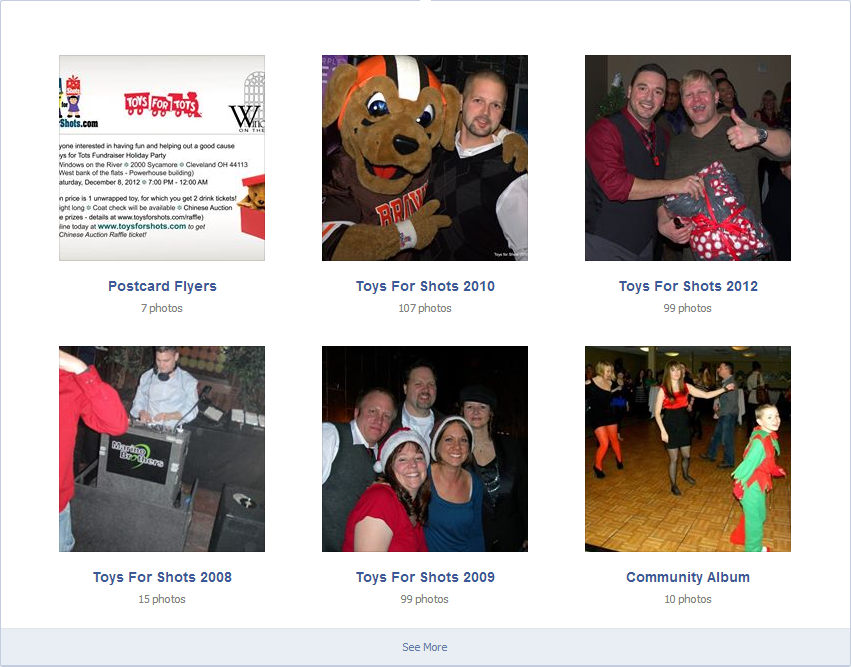 Shots
for
rShots.com
TOYS FOR TOTS
ON THE
yone interested in having fun and helping out a good cause
ys for Tots Fundraiser Holiday Party
Windows on the River ❄ 2000 Sycamore ❄ Cleveland OH 44113
West bank of the flats - Powerhouse building)
aturday, December 8, 2012 ❄ 7:00 PM - 12:00 AM
n price is 1 unwrapped toy, for which you get 2 drink tickets!
ight long ❄ Coat check will be available ❄ Chinese Auction
e prizes - details at www.toysforshots.com/raffle)
line today at www.toysforshots.com to get
Chinese Auction Raffle ticket!
Postcard Flyers
7 photos
Toys For Shots 2010
107 photos
Toys For Shots 2012
99 photos
Marino
Brothers
Toys For Shots 2008
15 photos
Toys For Shots 2009
99 photos
Community Album
10 photos
See More